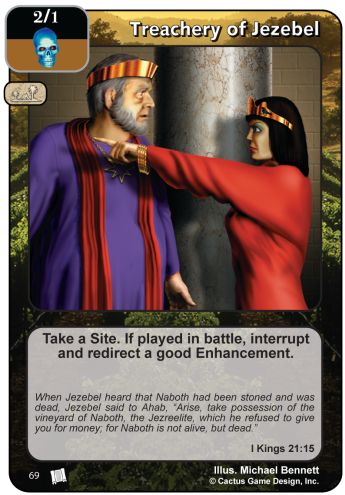 2/1
Treachery of Jezebel
Take a Site. If played in battle, interrupt
and redirect a good Enhancement.
When Jezebel heard that Naboth had been stoned and was
dead, Jezebel said to Ahab, “Arise, take possession of the
vineyard of Naboth, the Jezreelite, which he refused to give
you for money; for Naboth is not alive, but dead.”
I Kings 21:15
69
Illus. Michael Bennett
© Cactus Game Design, Inc.